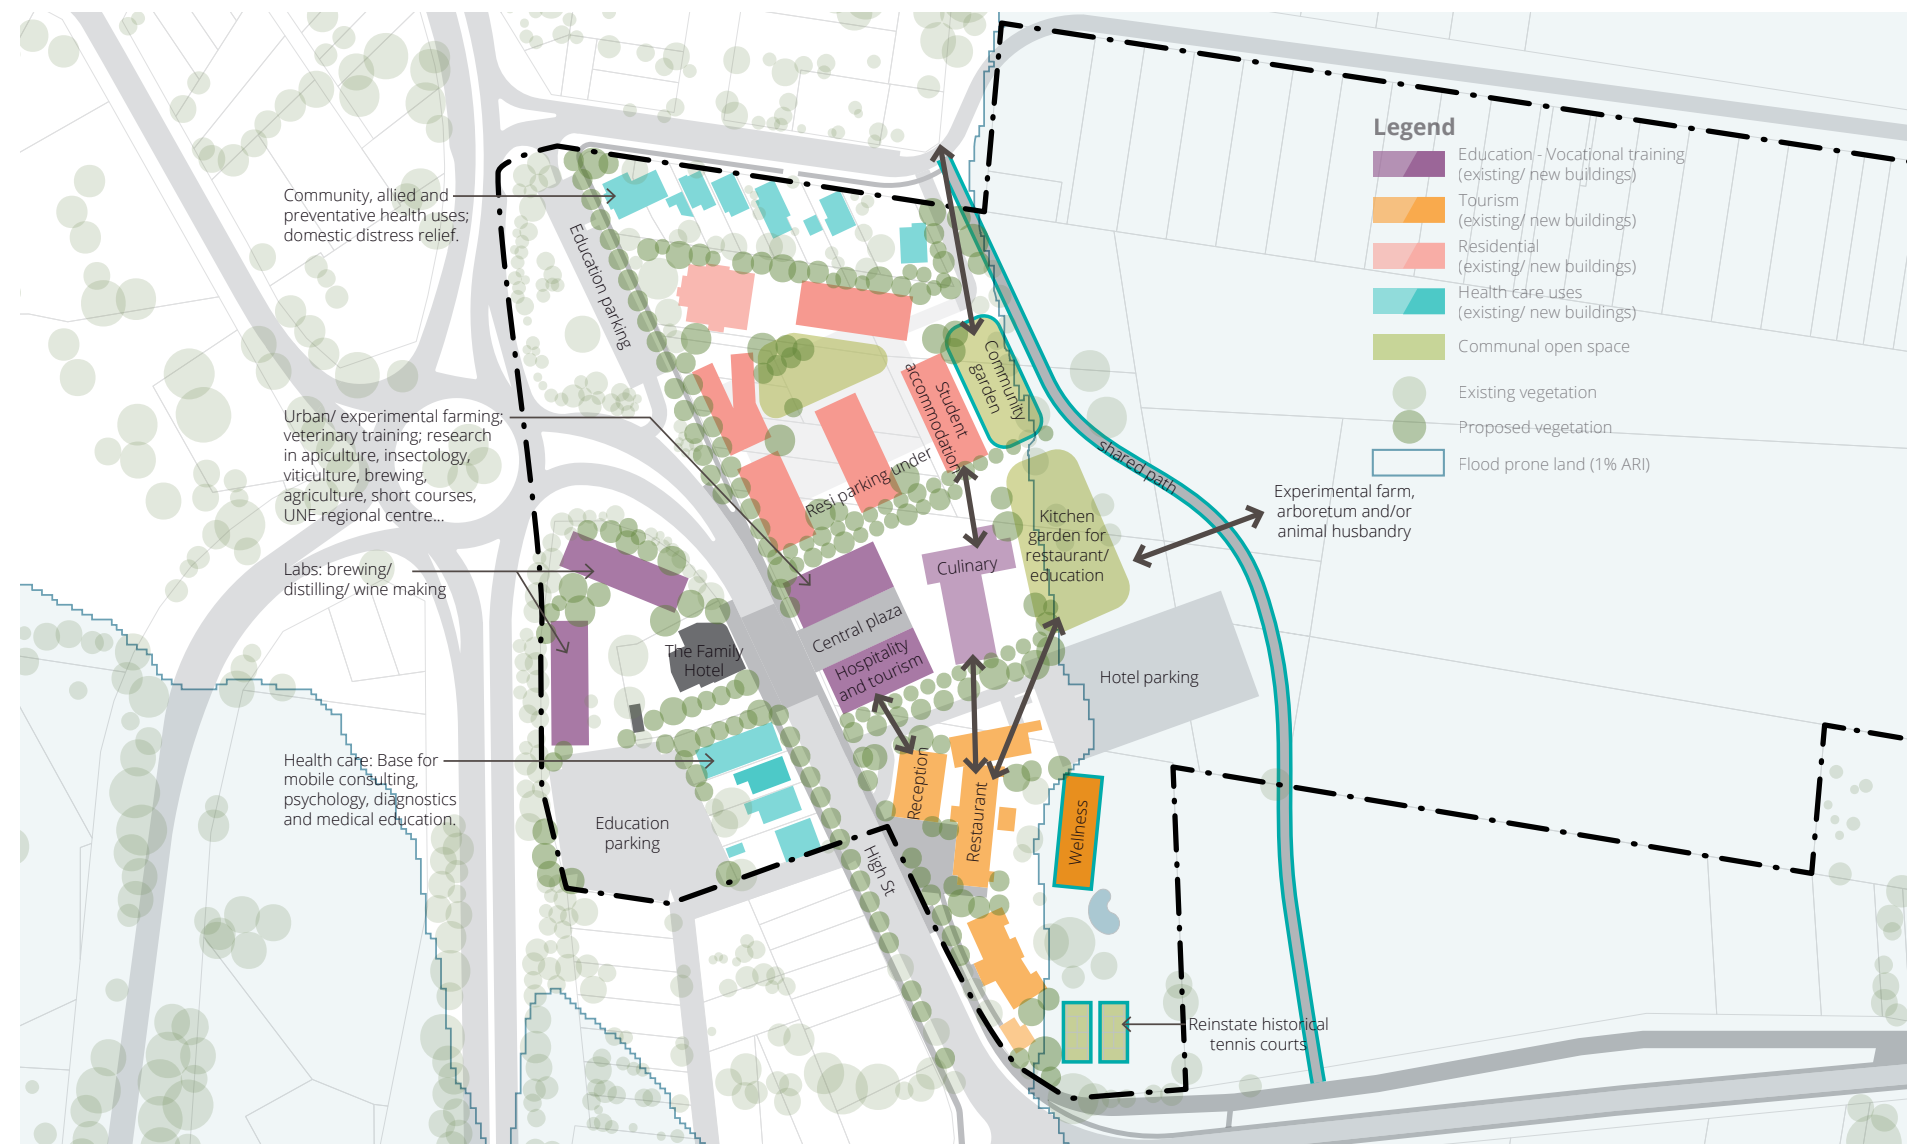 Legend
Education - Vocational training
(existing/ new buildings)
Tourism
(existing/ new buildings)
Residential
(existing/ new buildings)
Health care uses
(existing/ new buildings)
Communal open space
Existing vegetation
Proposed vegetation
Flood prone land (1% ARI)
Community, allied and
preventative health uses;
domestic distress relief.
Education parking
Community
garden
Student
accommodation
Resi parking under
shared path
Urban/ experimental farming;
veterinary training; research
in apiculture, insectology,
viticulture, brewing,
agriculture, short courses,
UNE regional centre...
Experimental farm,
arboretum and/or
animal husbandry
Kitchen
garden for
restaurant/
education
Culinary
Labs: brewing/
distilling/ wine making
Central plaza
Hospitality
and tourism
The Family
Hotel
Hotel parking
Health care: Base for
mobile consulting,
psychology, diagnostics
and medical education.
Education
parking
Reception
Restaurant
Wellness
High St
Reinstate historical
tennis courts